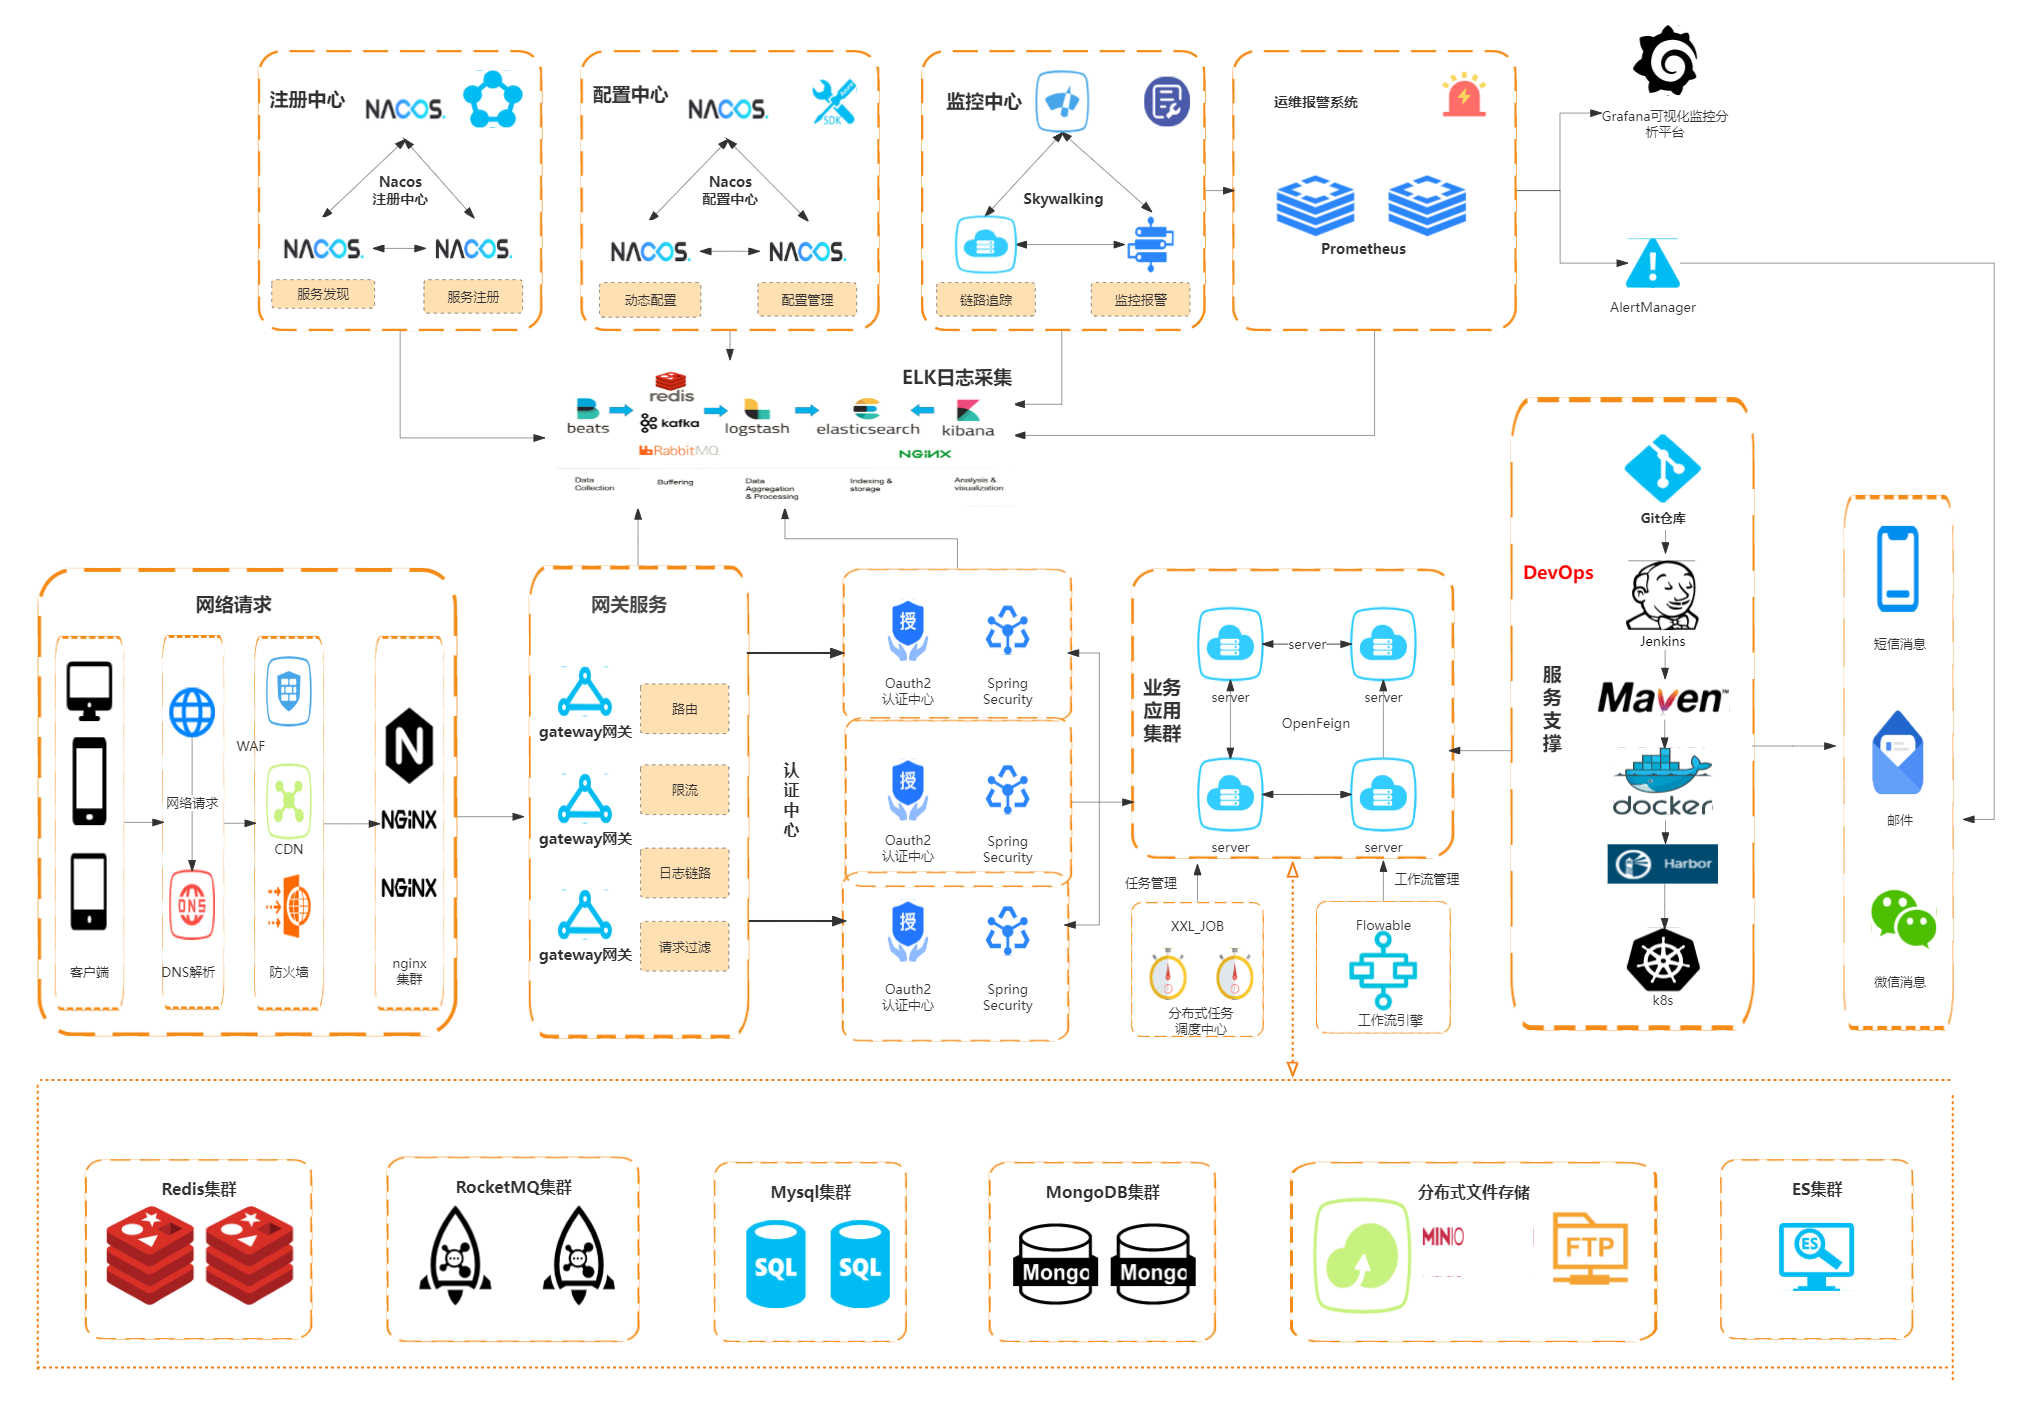 注册中心
NACOS.
Nacos
注册中心
NACOS.
NACOS.
服务发现
服务注册
配置中心
NACOS.
SDK
Nacos
配置中心
NACOS.
NACOS.
动态配置
配置管理
监控中心
Skywalking
链路追踪
监控报警
运维报警系统
Prometheus
Grafana可视化监控分
析平台
AlertManager
ELK日志采集
beats
redis
kafka
RabbitMQ
logstash
elasticsearch
kibana
NGINX
Data
Collection
Buffering
Data
Aggregation
& Processing
Indexing &
storage
Analysis &
visualization
网络请求
客户端
网络请求
DNS
DNS解析
WAF
CDN
防火墙
N
NGINX
NGINX
nginx
集群
网关服务
gateway网关
gateway网关
gateway网关
路由
限流
日志链路
请求过滤
认
证
中
心
授
Oauth2
认证中心
Spring
Security
授
Oauth2
认证中心
Spring
Security
授
Oauth2
认证中心
Spring
Security
业务
应用
集群
server
server
server
OpenFeign
server
server
任务管理
工作流管理
XXL_JOB
分布式任务
调度中心
Flowable
工作流引擎
DevOps
服
务
支
撑
Git仓库
Jenkins
Maven™
docker
Harbor
k8s
短信消息
邮件
微信消息
Redis集群
RocketMQ集群
Mysql集群
SQL
SQL
MongoDB集群
Mongo
Mongo
分布式文件存储
MINIO
FTP
ES集群
ES